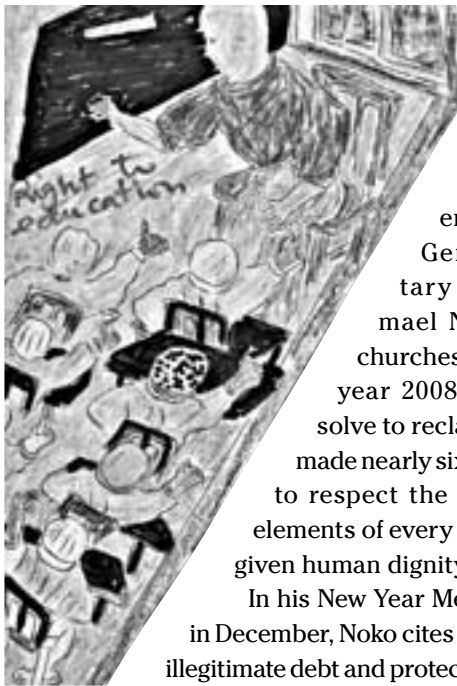 Right to
education
er
Ger
tary
mael N
churches
year 2008
solve to recla
made nearly six
to respect the
elements of every
given human dignity
In his New Year Me
in December, Noko cites
illegitimate debt and protec